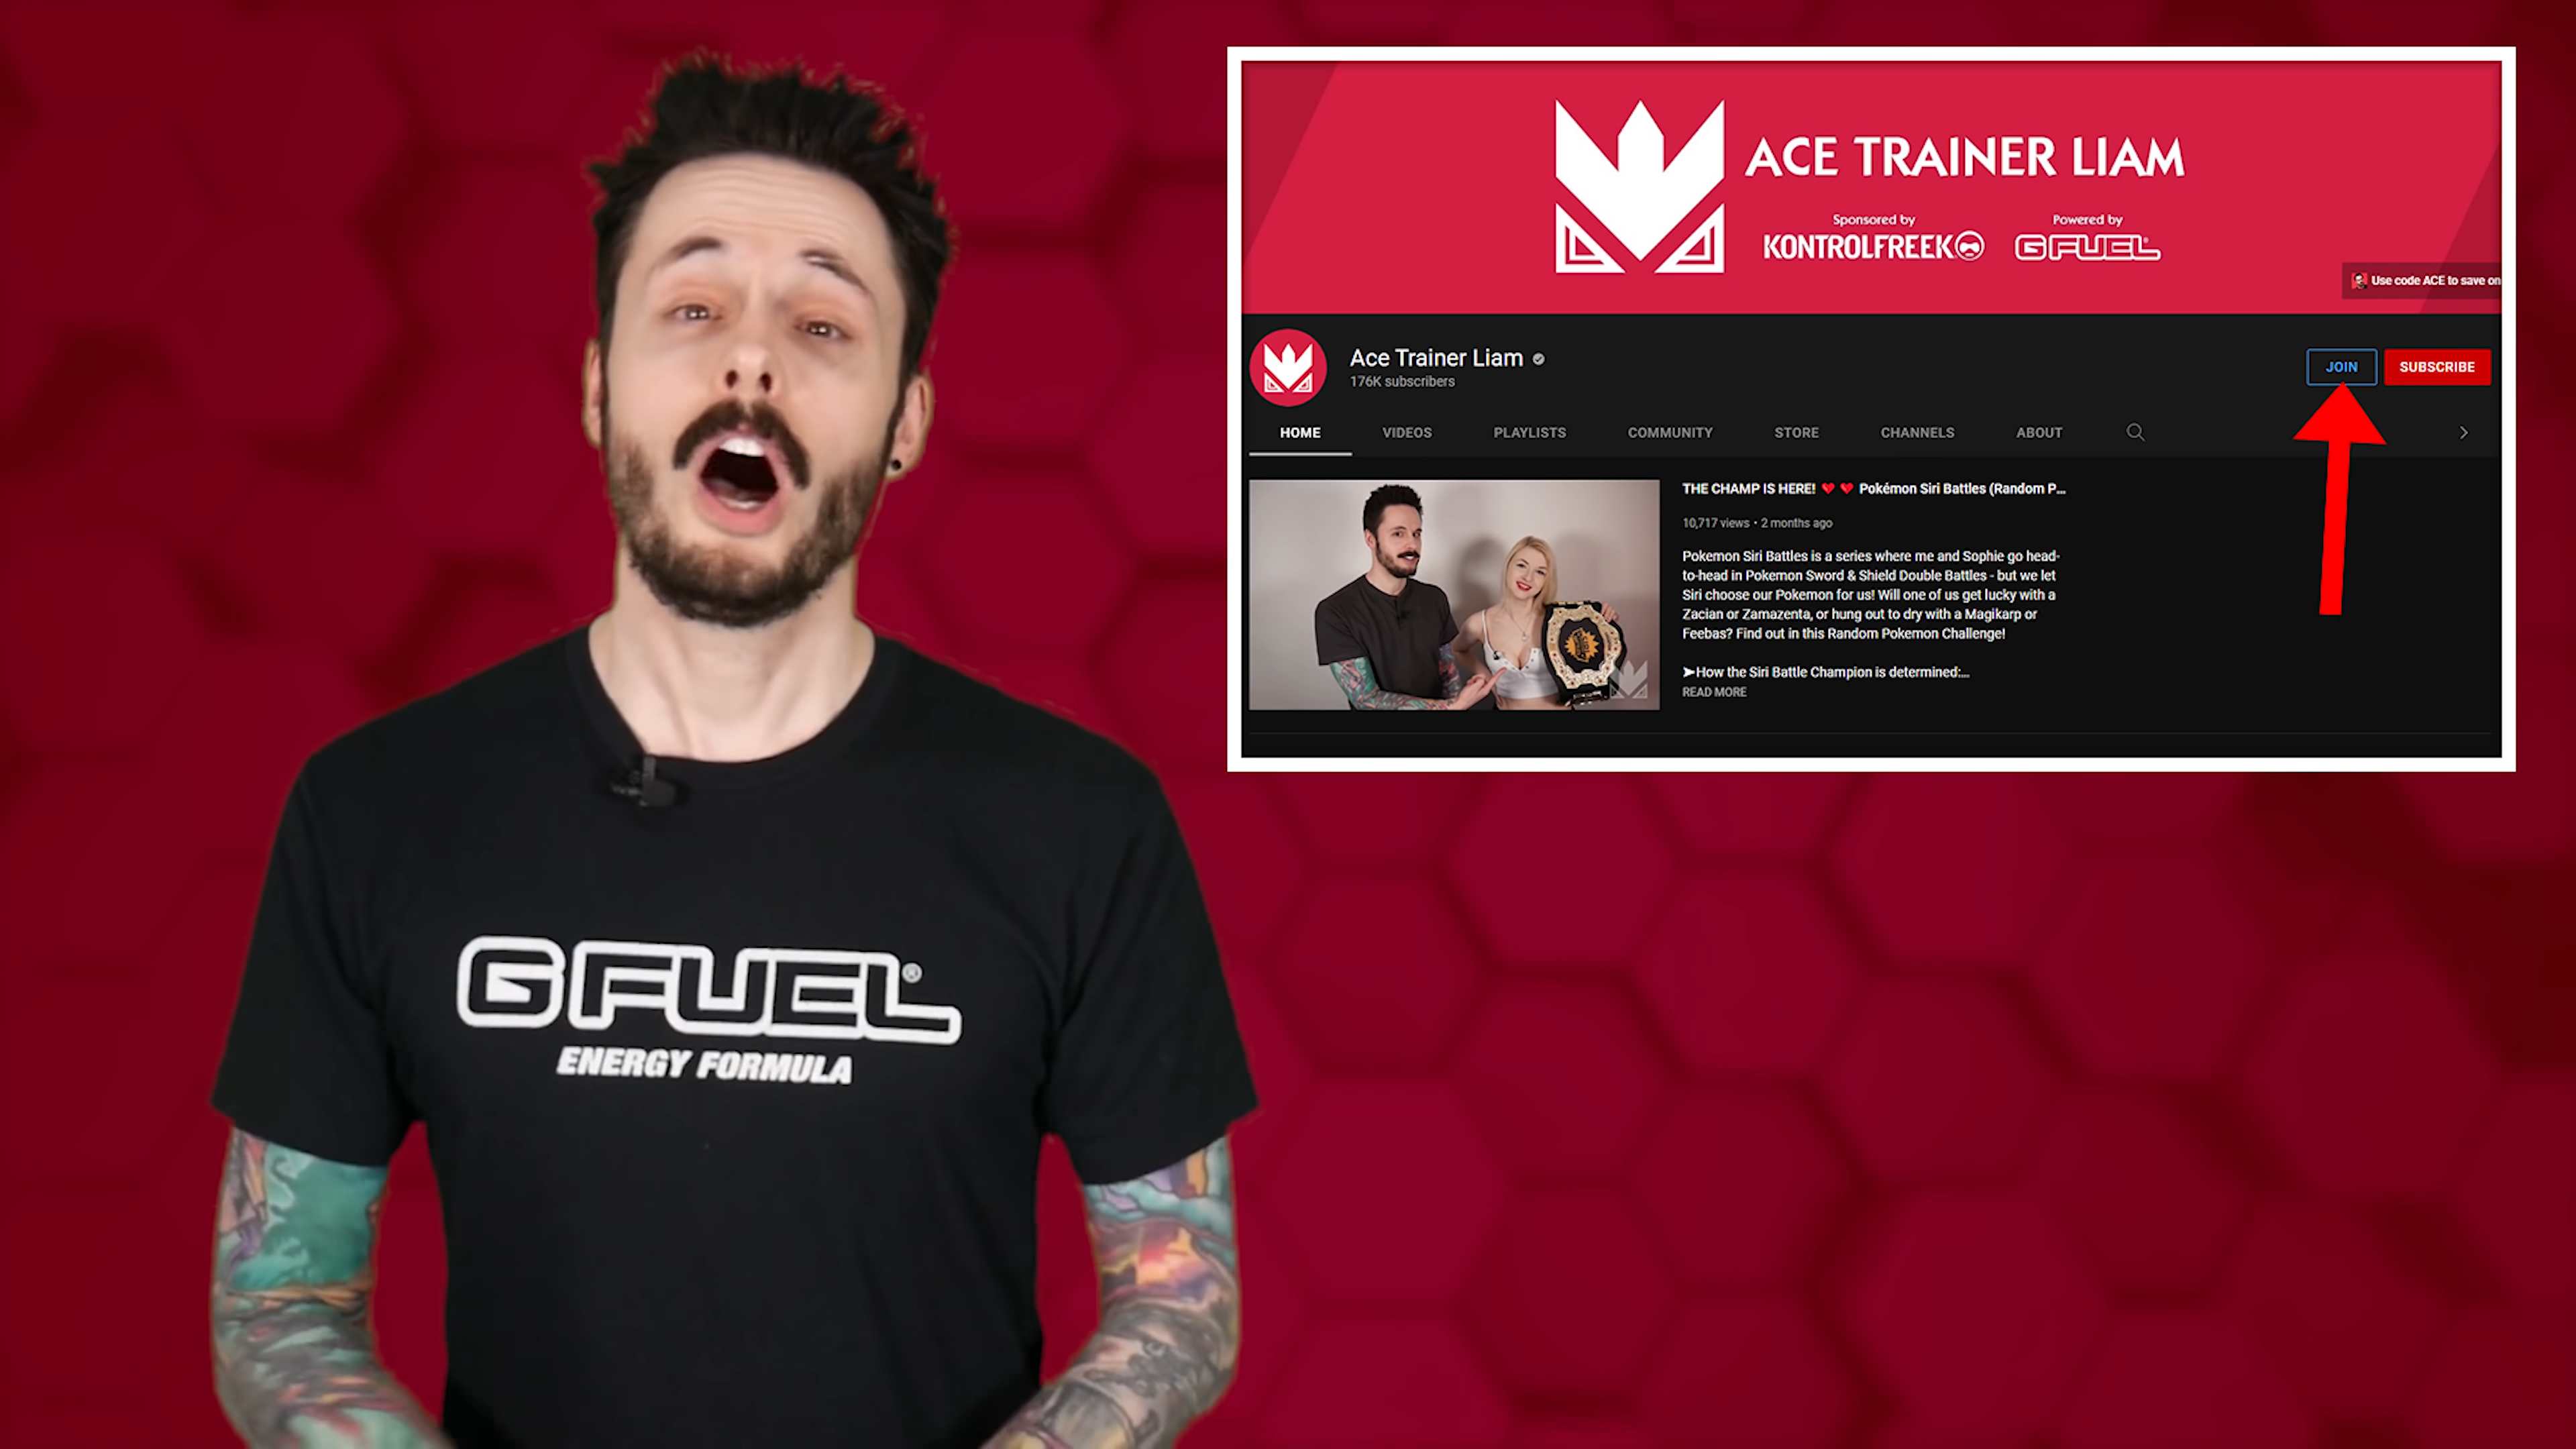 ACE TRAINER LIAM
Sponsored by
KONTROLFREEK
Powered by
G FUEL
Use code ACE to save on
Ace Trainer Liam
176K subscribers
JOIN
SUBSCRIBE
HOME
VIDEOS
PLAYLISTS
COMMUNITY
STORE
CHANNELS
ABOUT
THE CHAMP IS HERE! ❤️ ❤️ Pokémon Siri Battles (Random P...
10,717 views • 2 months ago
Pokemon Siri Battles is a series where me and Sophie go head-
to-head in Pokemon Sword & Shield Double Battles - but we let
Siri choose our Pokemon for us! Will one of us get lucky with a
Zacian or Zamazenta, or hung out to dry with a Magikarp or
Feebas? Find out in this Random Pokemon Challenge!
➤How the Siri Battle Champion is determined:...
READ MORE
G FUEL®
ENERGY FORMULA